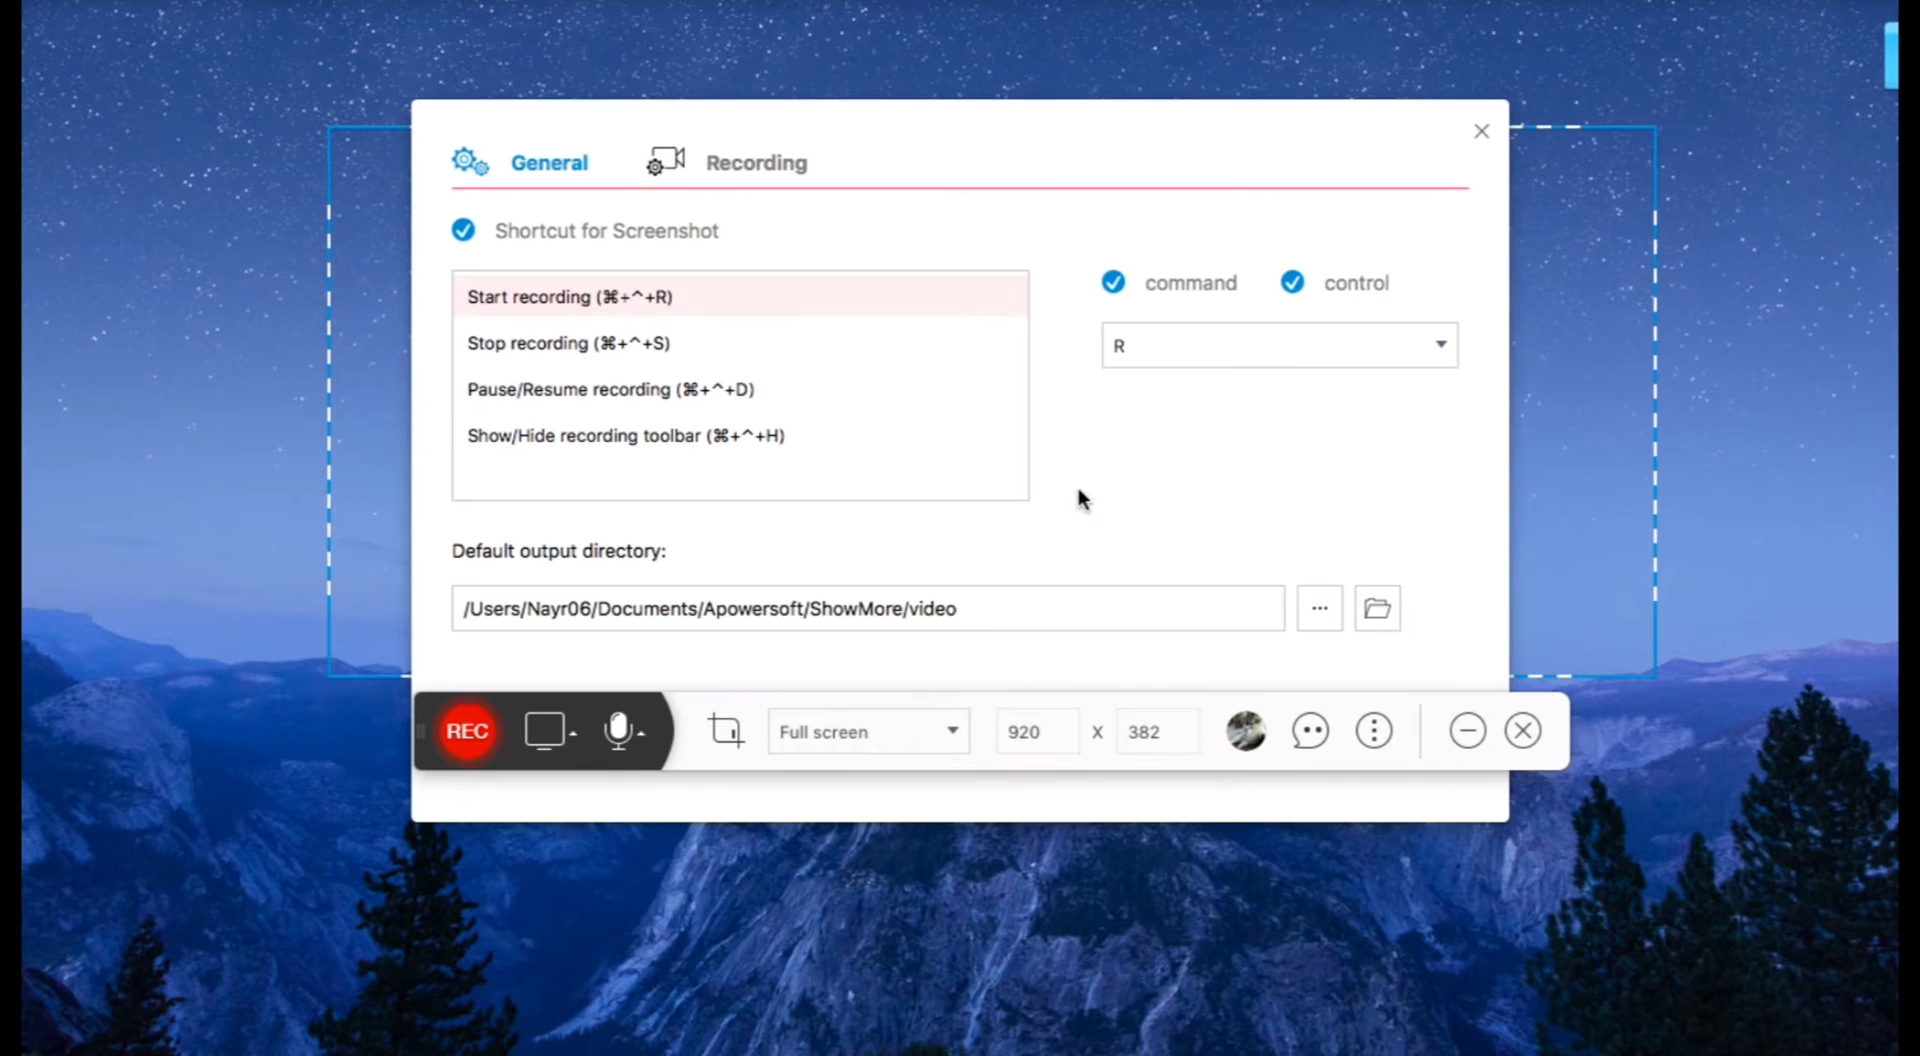 General Recording
Shortcut for Screenshot
Start recording (⌘+^+R)
Stop recording (⌘+^+S)
Pause/Resume recording (⌘+^+D)
Show/Hide recording toolbar (⌘+^+H)
command control
R
Default output directory:
/Users/Nayr06/Documents/Apowersoft/ShowMore/video ...
REC Full screen 920 X 382